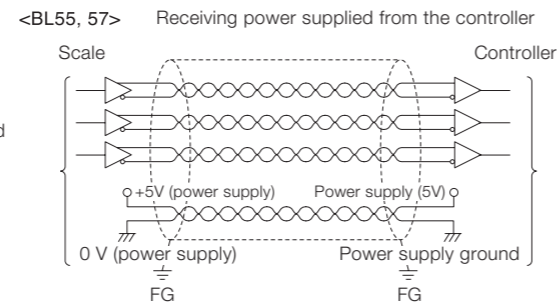 <BL55, 57> Receiving power supplied from the controller
Scale Controller
d
+5V (power supply) Power supply (5V)
0 V (power supply) Power supply ground
FG FG